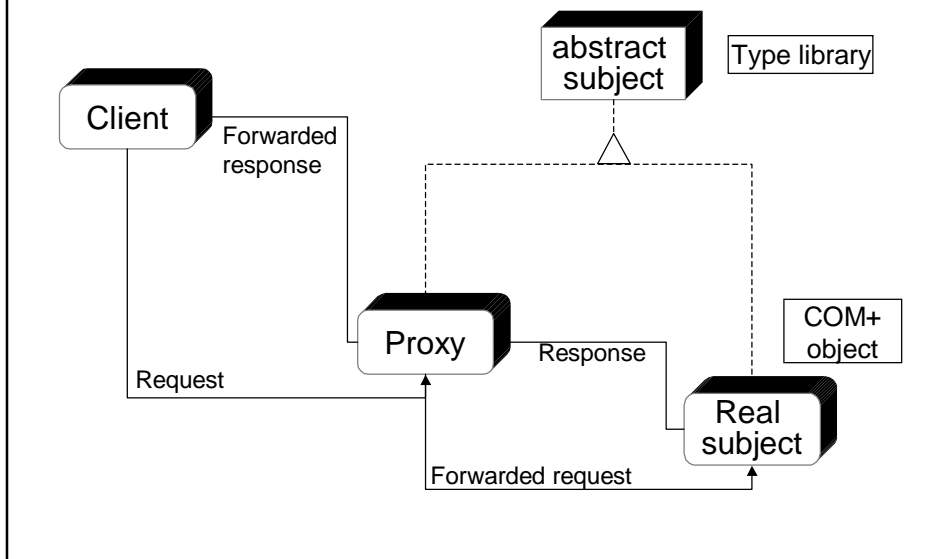 abstract
subject
Type library
Client
Forwarded
response
Proxy
Response
COM+
object
Request
Real
subject
Forwarded request